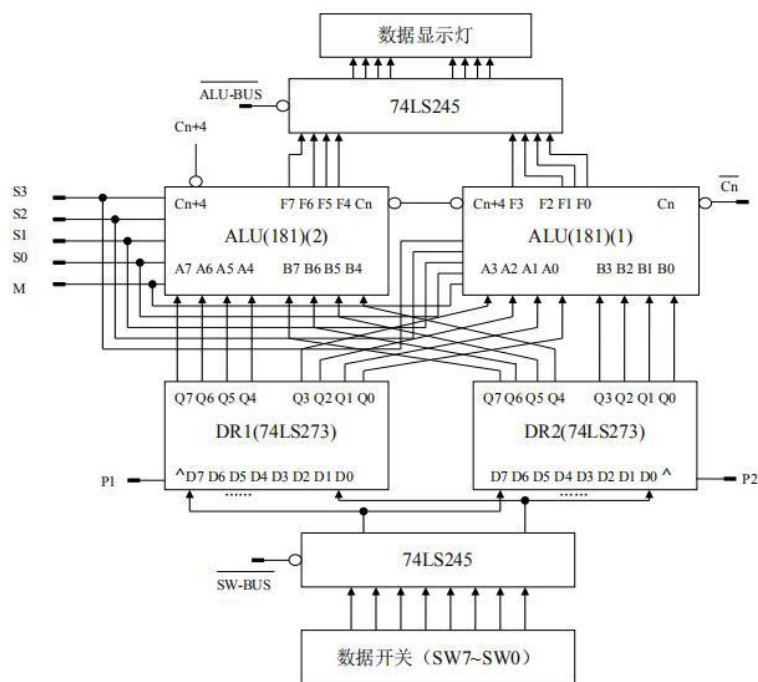 数据显示灯
ALU-BUS
74LS245
Cn+4
S3
S2
S1
S0
M
Cn+4 F7 F6 F5 F4 Cn
ALU(181)(2)
A7 A6 A5 A4 B7 B6 B5 B4
Cn+4 F3 F2 F1 F0 Cn
ALU(181)(1)
A3 A2 A1 A0 B3 B2 B1 B0
Cn
Q7 Q6 Q5 Q4 Q3 Q2 Q1 Q0
DR1(74LS273)
^D7 D6 D5 D4 D3 D2 D1 D0
……
P1
Q7 Q6 Q5 Q4 Q3 Q2 Q1 Q0
DR2(74LS273)
D7 D6 D5 D4 D3 D2 D1 D0 ^
……
P2
74LS245
SW-BUS
数据开关（SW7~SW0）